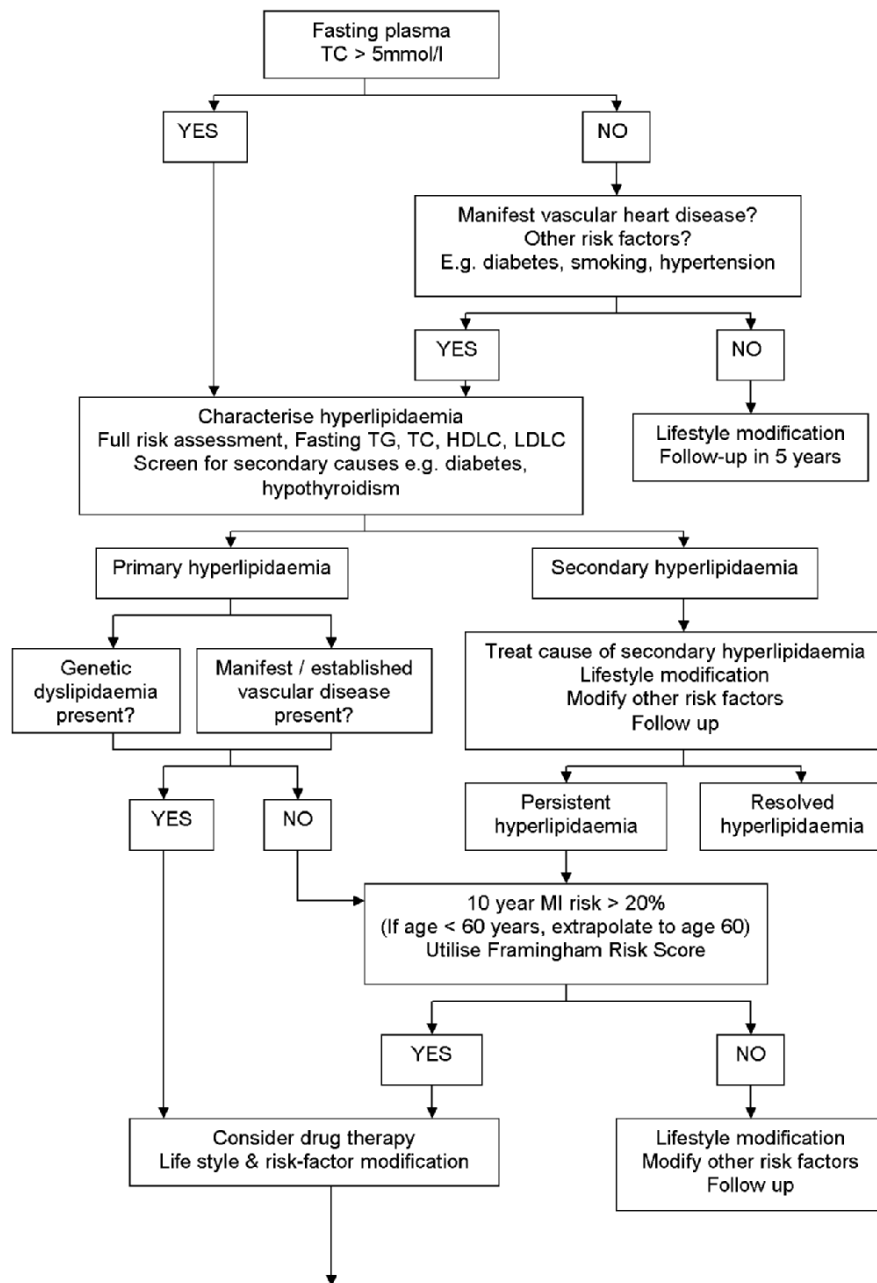 Fasting plasma
TC > 5mmol/l
YES
NO
Manifest vascular heart disease?
Other risk factors?
E.g. diabetes, smoking, hypertension
YES
NO
Characterise hyperlipidaemia
Full risk assessment, Fasting TG, TC, HDLC, LDLC
Screen for secondary causes e.g. diabetes,
hypothyroidism
Lifestyle modification
Follow-up in 5 years
Primary hyperlipidaemia
Secondary hyperlipidaemia
Genetic
dyslipidaemia
present?
Manifest / established
vascular disease
present?
Treat cause of secondary hyperlipidaemia
Lifestyle modification
Modify other risk factors
Follow up
YES
NO
Persistent
hyperlipidaemia
Resolved
hyperlipidaemia
10 year MI risk > 20%
(If age < 60 years, extrapolate to age 60)
Utilise Framingham Risk Score
YES
NO
Consider drug therapy
Life style & risk-factor modification
Lifestyle modification
Modify other risk factors
Follow up